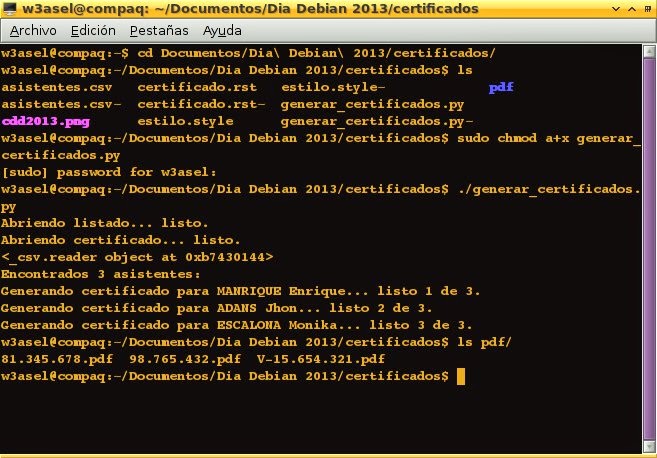 w3asel@compaq: ~/Documentos/Dia Debian 2013/certificados
Archivo Edición Pestañas Ayuda
w3asel@compaq:~$ cd Documentos/Dia\ Debian\ 2013/certificados/
w3asel@compaq:~/Documentos/Dia Debian 2013/certificados$ ls
asistentes.csv certificado.rst estilo.style~ pdf
asistentes.csv~ certificado.rst~ generar_certificados.py
cdd2013.png estilo.style generar_certificados.py~
w3asel@compaq:~/Documentos/Dia Debian 2013/certificados$ sudo chmod a+x generar_
certificados.py
[sudo] password for w3asel:
w3asel@compaq:~/Documentos/Dia Debian 2013/certificados$ ./generar_certificados.
py
Abriendo listado... listo.
Abriendo certificado... listo.
<_csv.reader object at 0xb7430144>
Encontrados 3 asistentes:
Generando certificado para MANRIQUE Enrique... listo 1 de 3.
Generando certificado para ADANS Jhon... listo 2 de 3.
Generando certificado para ESCALONA Monika... listo 3 de 3.
w3asel@compaq:~/Documentos/Dia Debian 2013/certificados$ ls pdf/
81.345.678.pdf 98.765.432.pdf V-15.654.321.pdf
w3asel@compaq:~/Documentos/Dia Debian 2013/certificados$